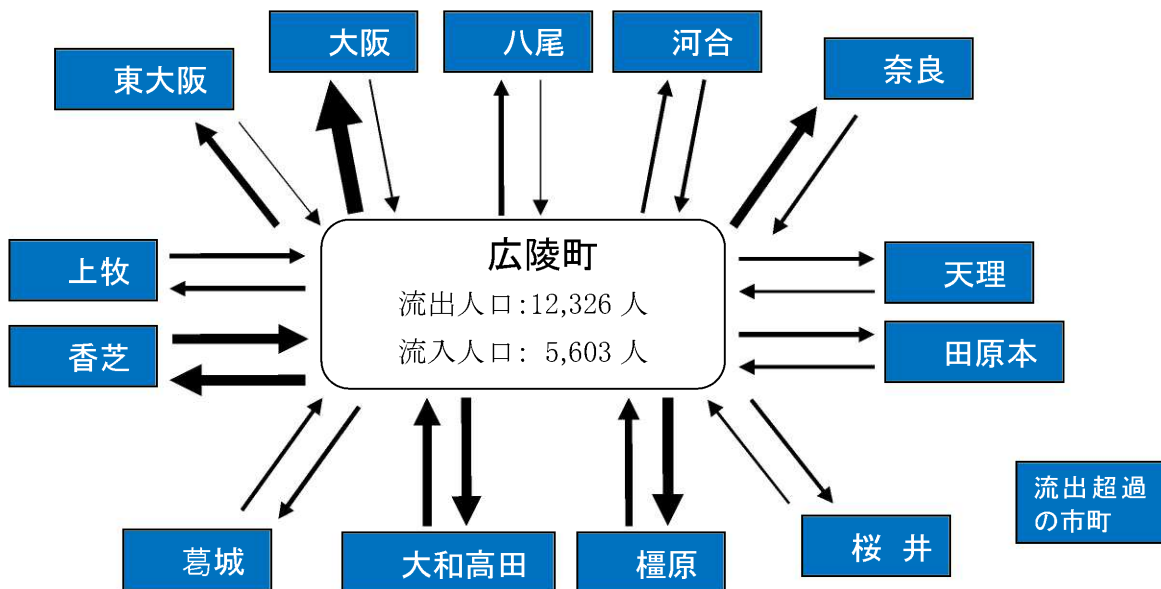 大阪
八尾
河合
奈良
東大阪
上牧
広陵町
流出人口:12,326 人
流入人口: 5,603 人
天理
香芝
田原本
流出超過
の市町
葛城
大和高田
橿原
桜 井